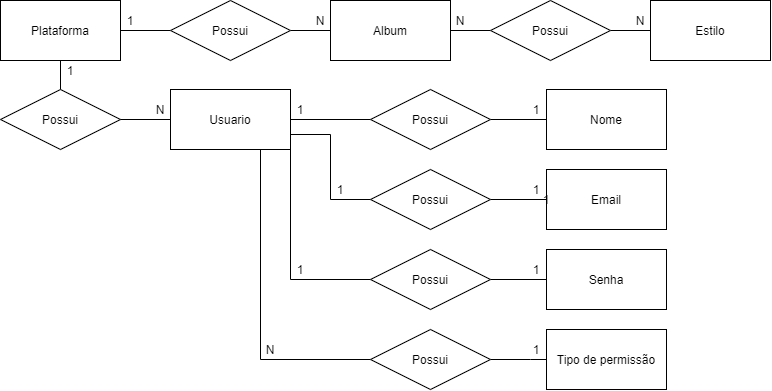 Plataforma 1 Possui N Album N Possui N Estilo
1
Possui N Usuario 1 Possui 1 Nome
1 Possui 1 1 Email
1 Possui 1 Senha
N Possui 1 Tipo de permissão